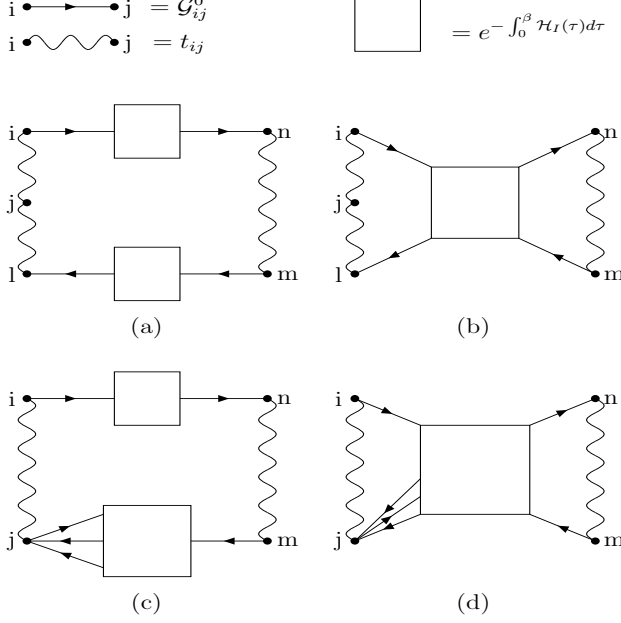 i j = 𝒢⁰ᵢⱼ
i j = tᵢⱼ
= e^{− ∫₀^β ℋ_I(τ)dτ}
i n i n
j j
l m l m
(a) (b)
i n i n
j m j m
(c) (d)